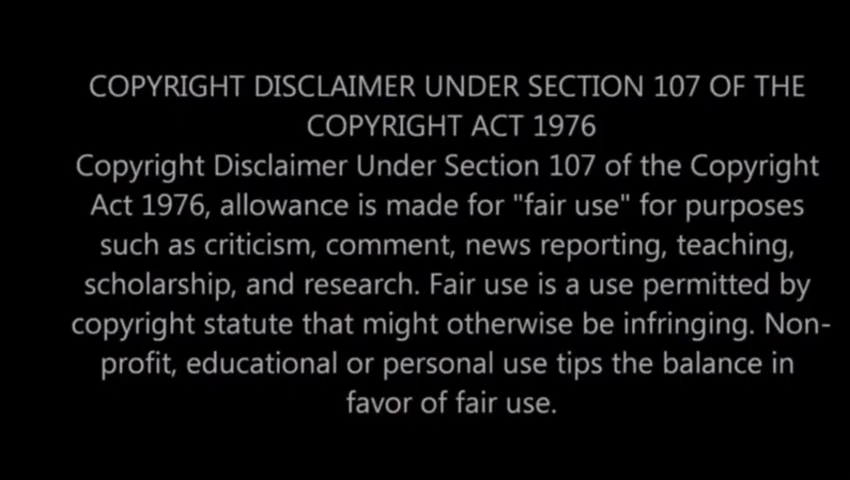 COPYRIGHT DISCLAIMER UNDER SECTION 107 OF THE
COPYRIGHT ACT 1976
Copyright Disclaimer Under Section 107 of the Copyright
Act 1976, allowance is made for "fair use" for purposes
such as criticism, comment, news reporting, teaching,
scholarship, and research. Fair use is a use permitted by
copyright statute that might otherwise be infringing. Non-
profit, educational or personal use tips the balance in
favor of fair use.